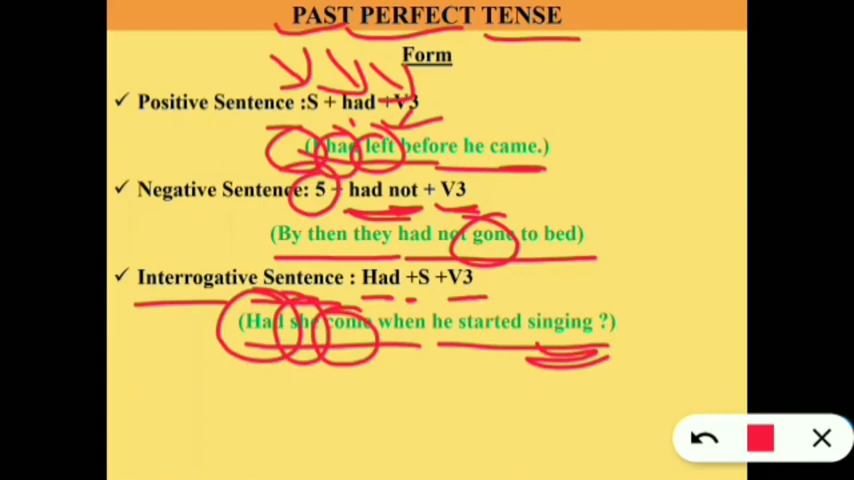 PAST PERFECT TENSE
Form
✓ Positive Sentence :S + had +V3
(I had left before he came.)
✓ Negative Sentence: 5 + had not + V3
(By then they had not gone to bed)
✓ Interrogative Sentence : Had +S +V3
(Had she come when he started singing ?)